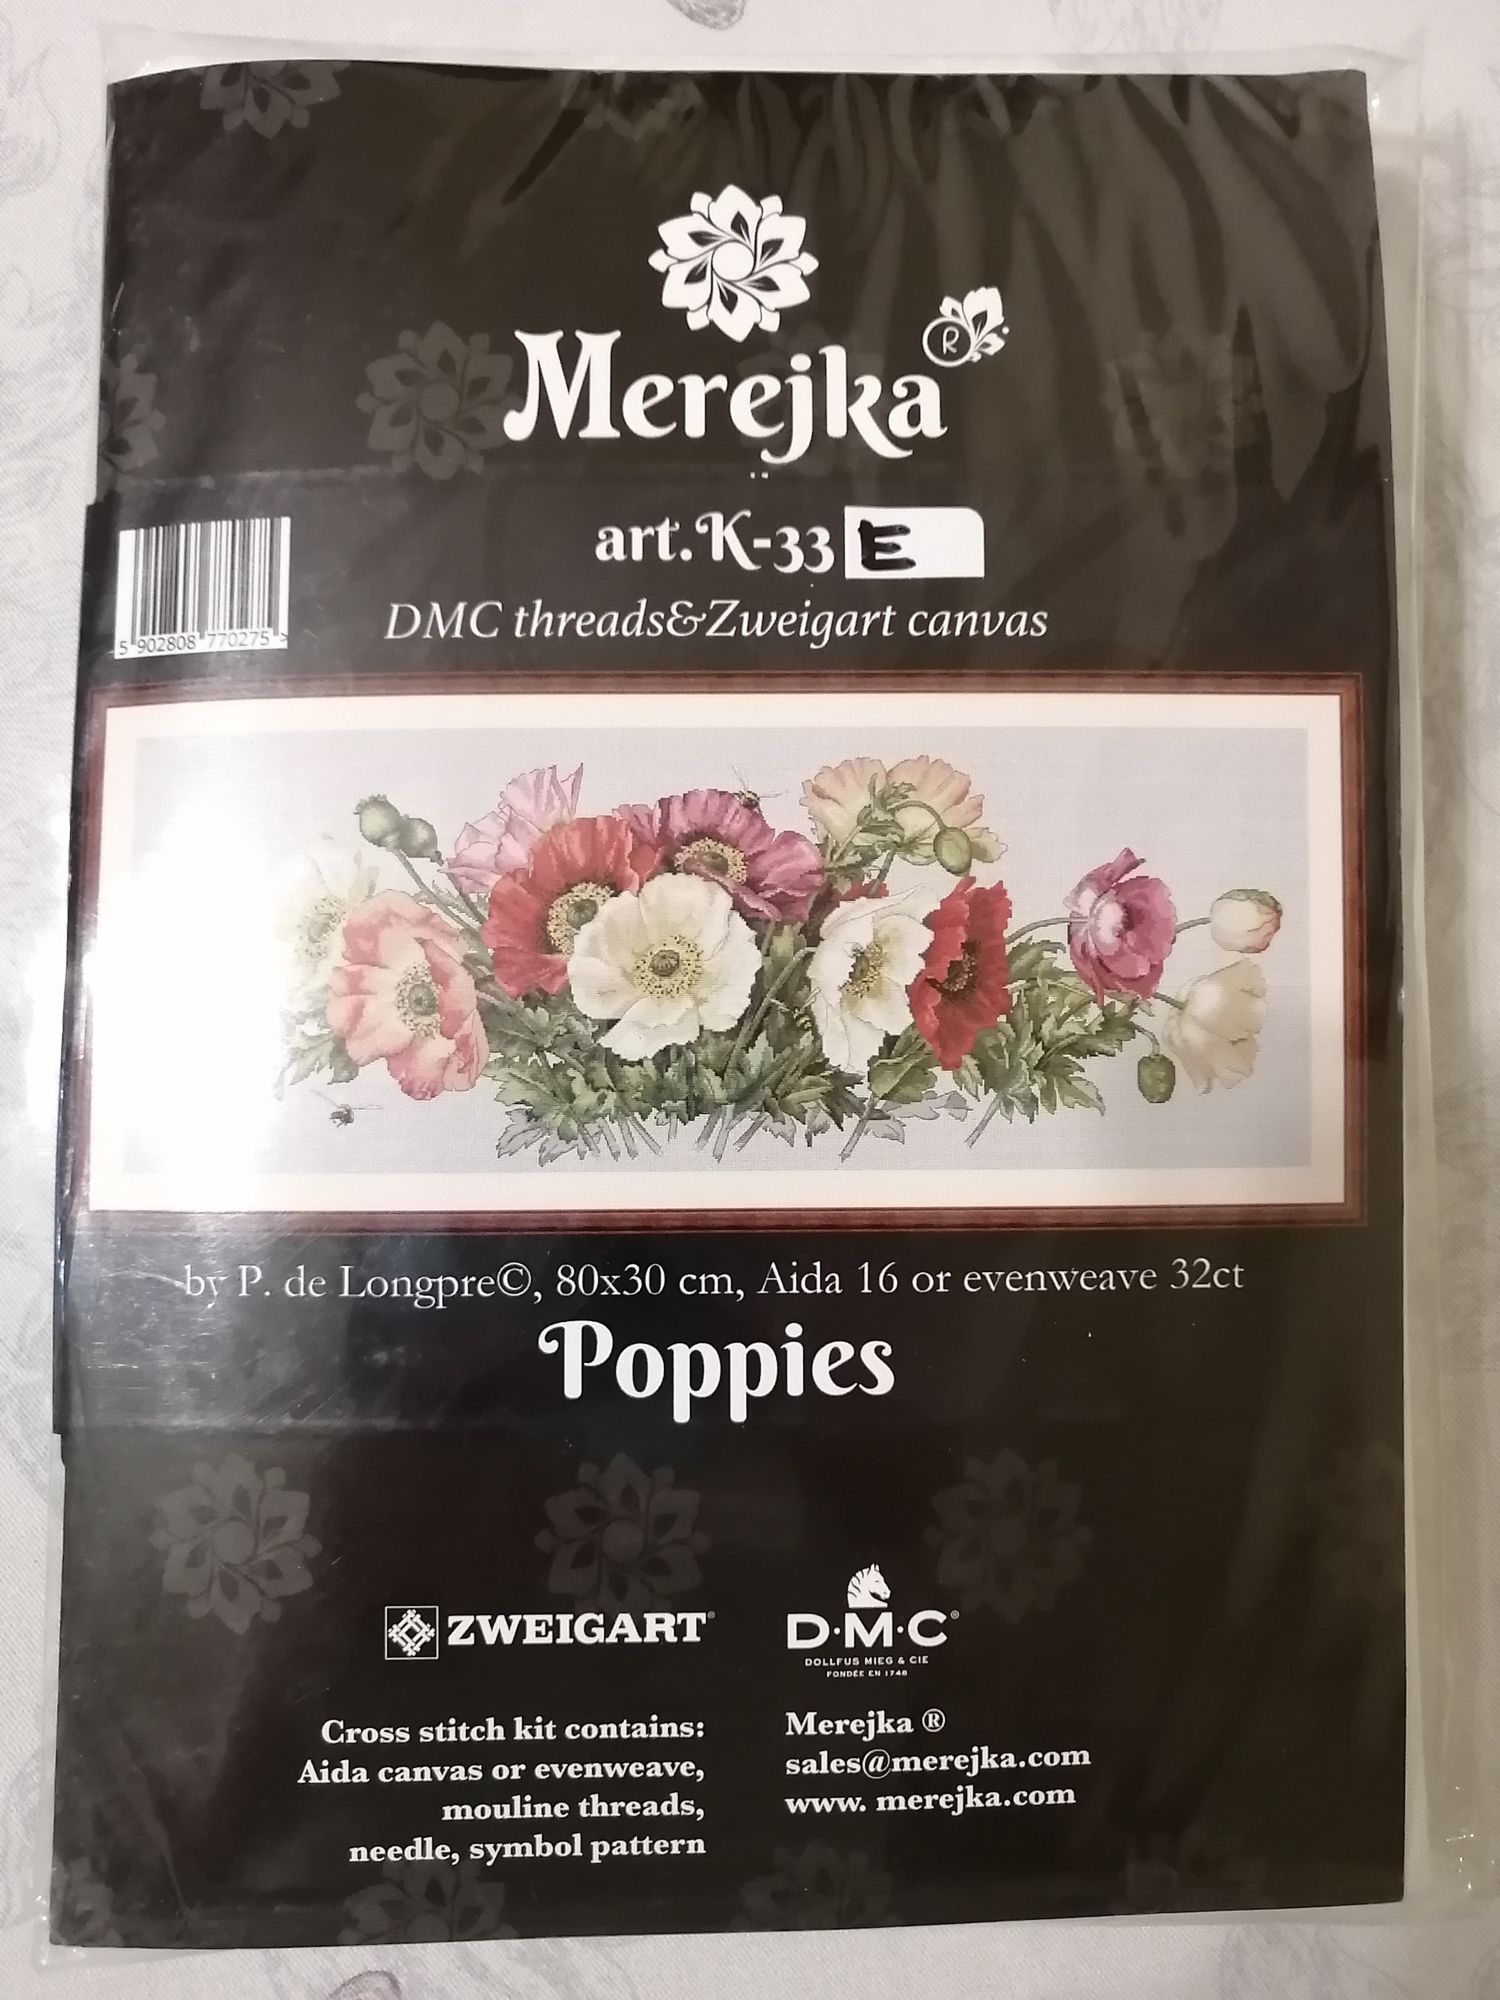 Merejka ®
art.K-33 E
5 902808 770275 >
DMC threads&Zweigart canvas
by P. de Longpre©, 80x30 cm, Aida 16 or evenweave 32ct
Poppies
ZWEIGART®
Cross stitch kit contains:
Aida canvas or evenweave,
mouline threads,
needle, symbol pattern
D·M·C®
DOLLFUS MIEG & CIE
FONDÉE EN 1746
Merejka ®
sales@merejka.com
www. merejka.com